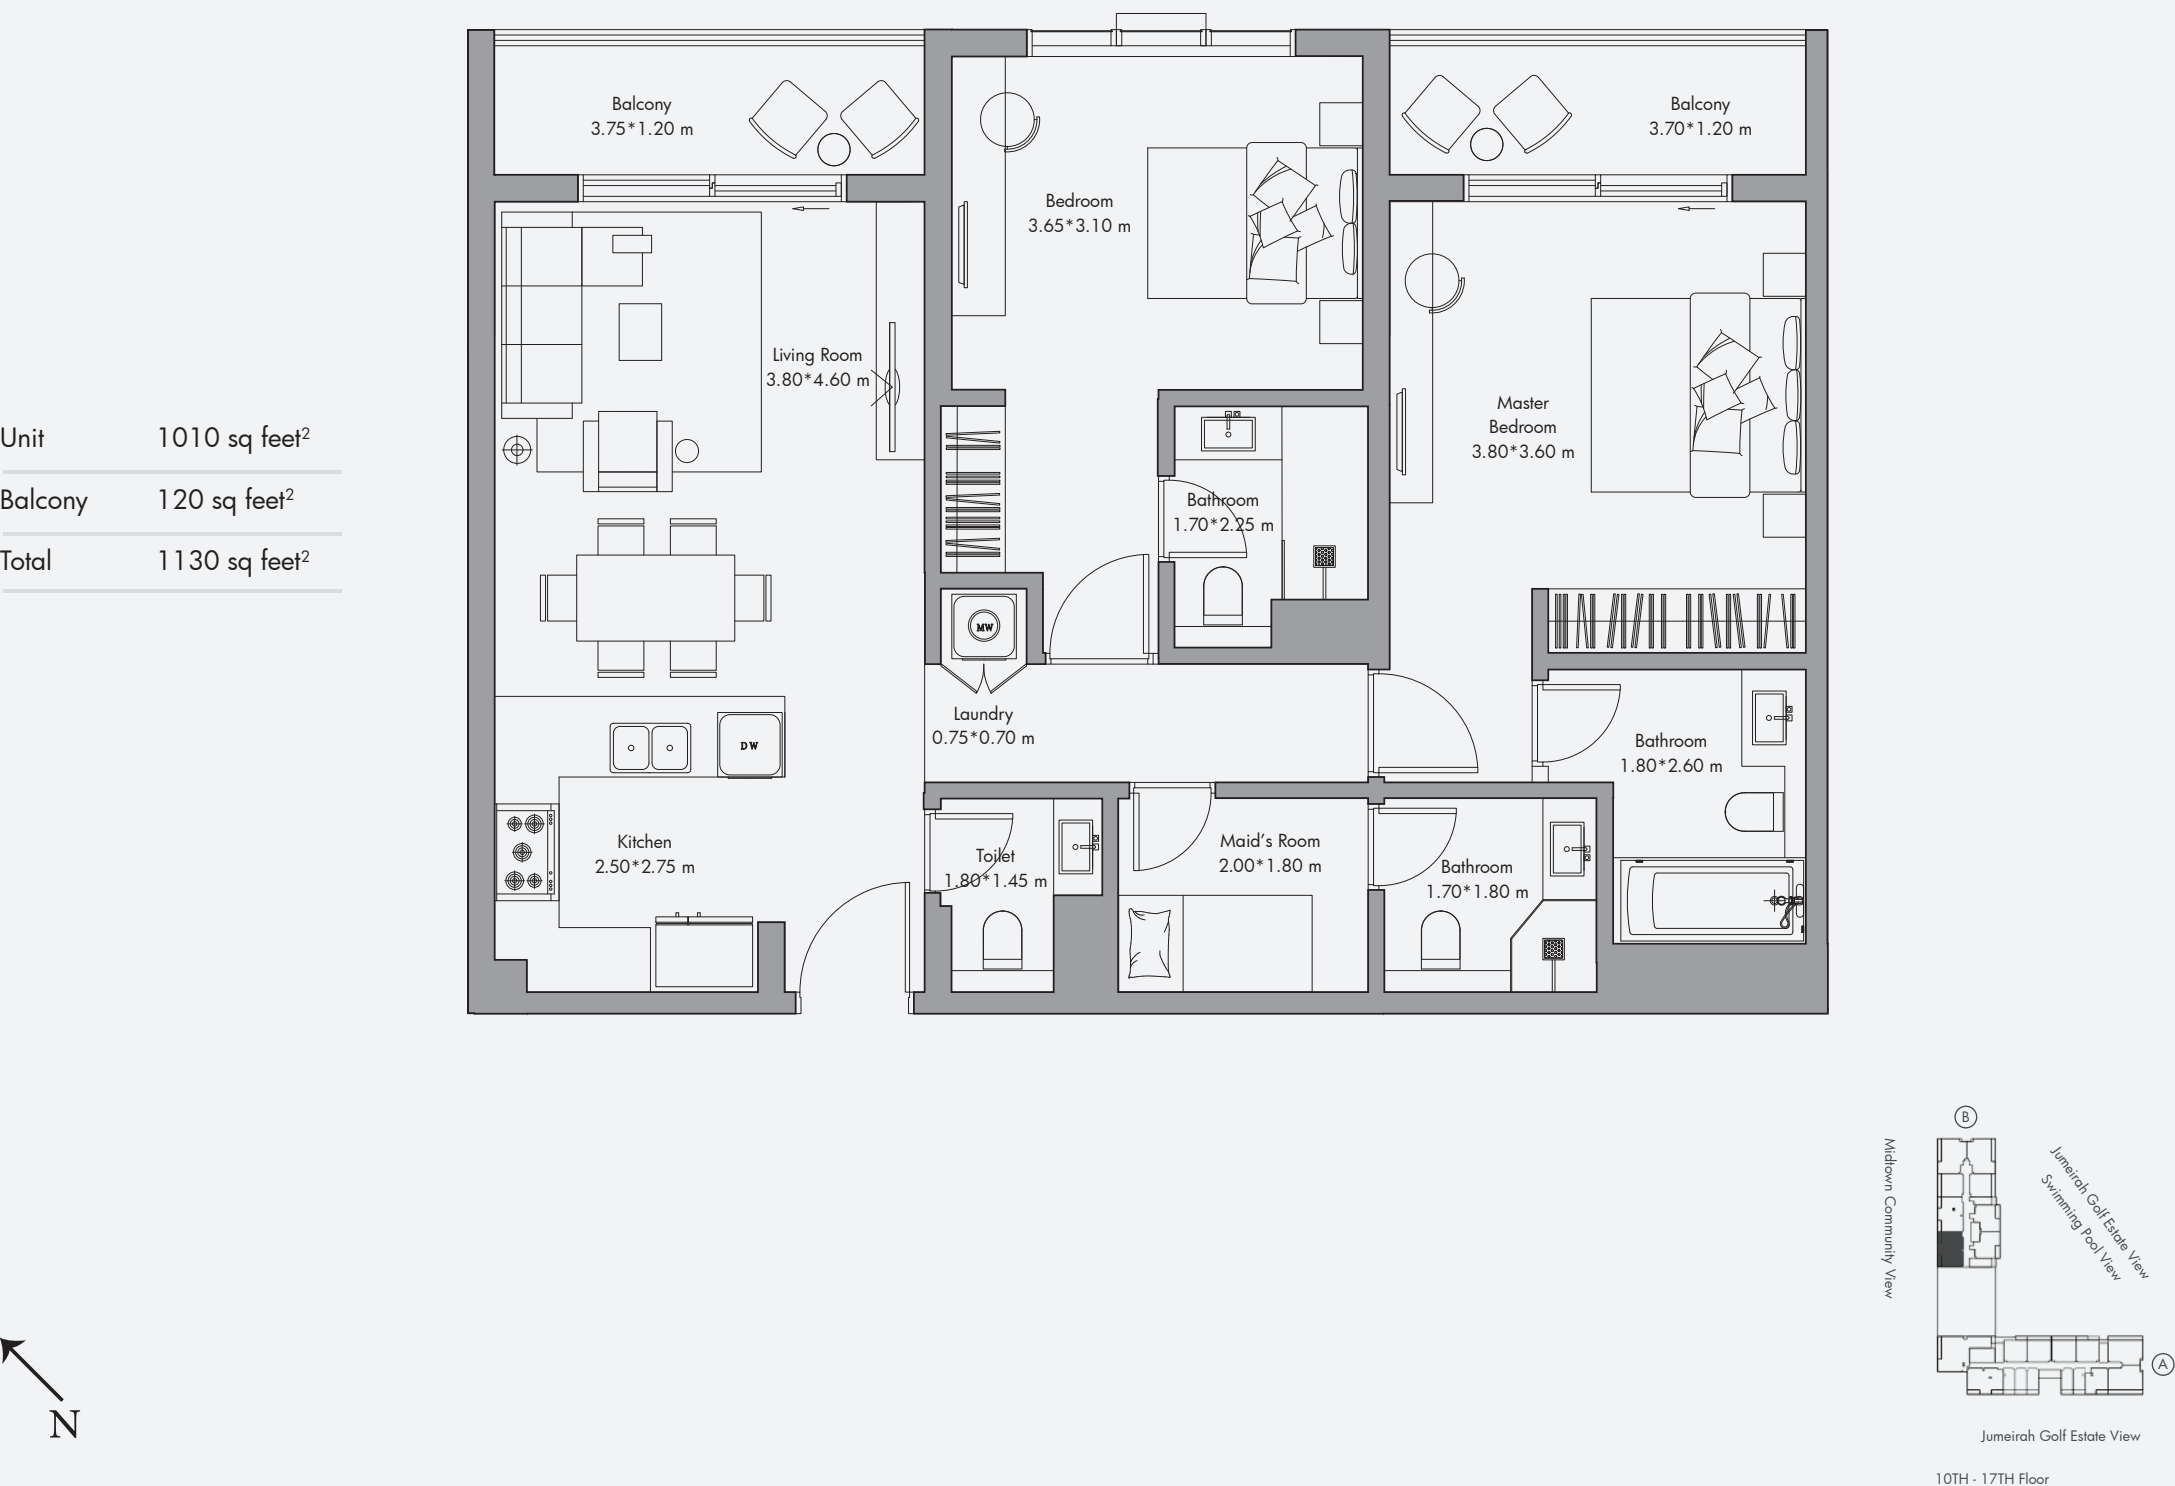 Balcony
3.75*1.20 m
Balcony
3.70*1.20 m
Bedroom
3.65*3.10 m
Living Room
3.80*4.60 m
Master
Bedroom
3.80*3.60 m
Unit 1010 sq feet²
Balcony 120 sq feet²
Total 1130 sq feet²
Bathroom
1.70*2.25 m
MW
Laundry
0.75*0.70 m
DW
Bathroom
1.80*2.60 m
Kitchen
2.50*2.75 m
Toilet
1.80*1.45 m
Maid's Room
2.00*1.80 m
Bathroom
1.70*1.80 m
B
Midtown Community View
Jumeirah Golf Estate View
Swimming Pool View
A
N
Jumeirah Golf Estate View
10TH - 17TH Floor